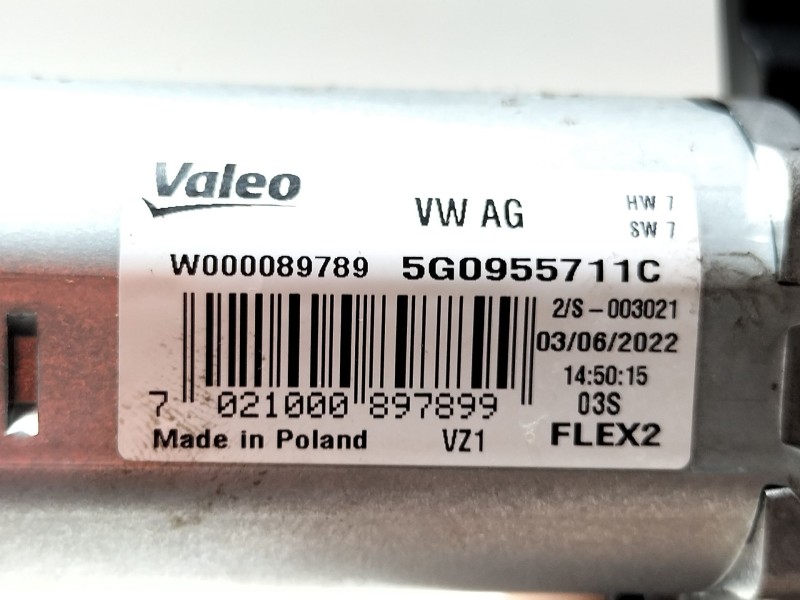 Valeo
VW AG
HW 7
SW 7
W000089789 5G0955711C
2/S-003021
03/06/2022
14:50:15
7 021000 897899
03S
Made in Poland VZ1 FLEX2